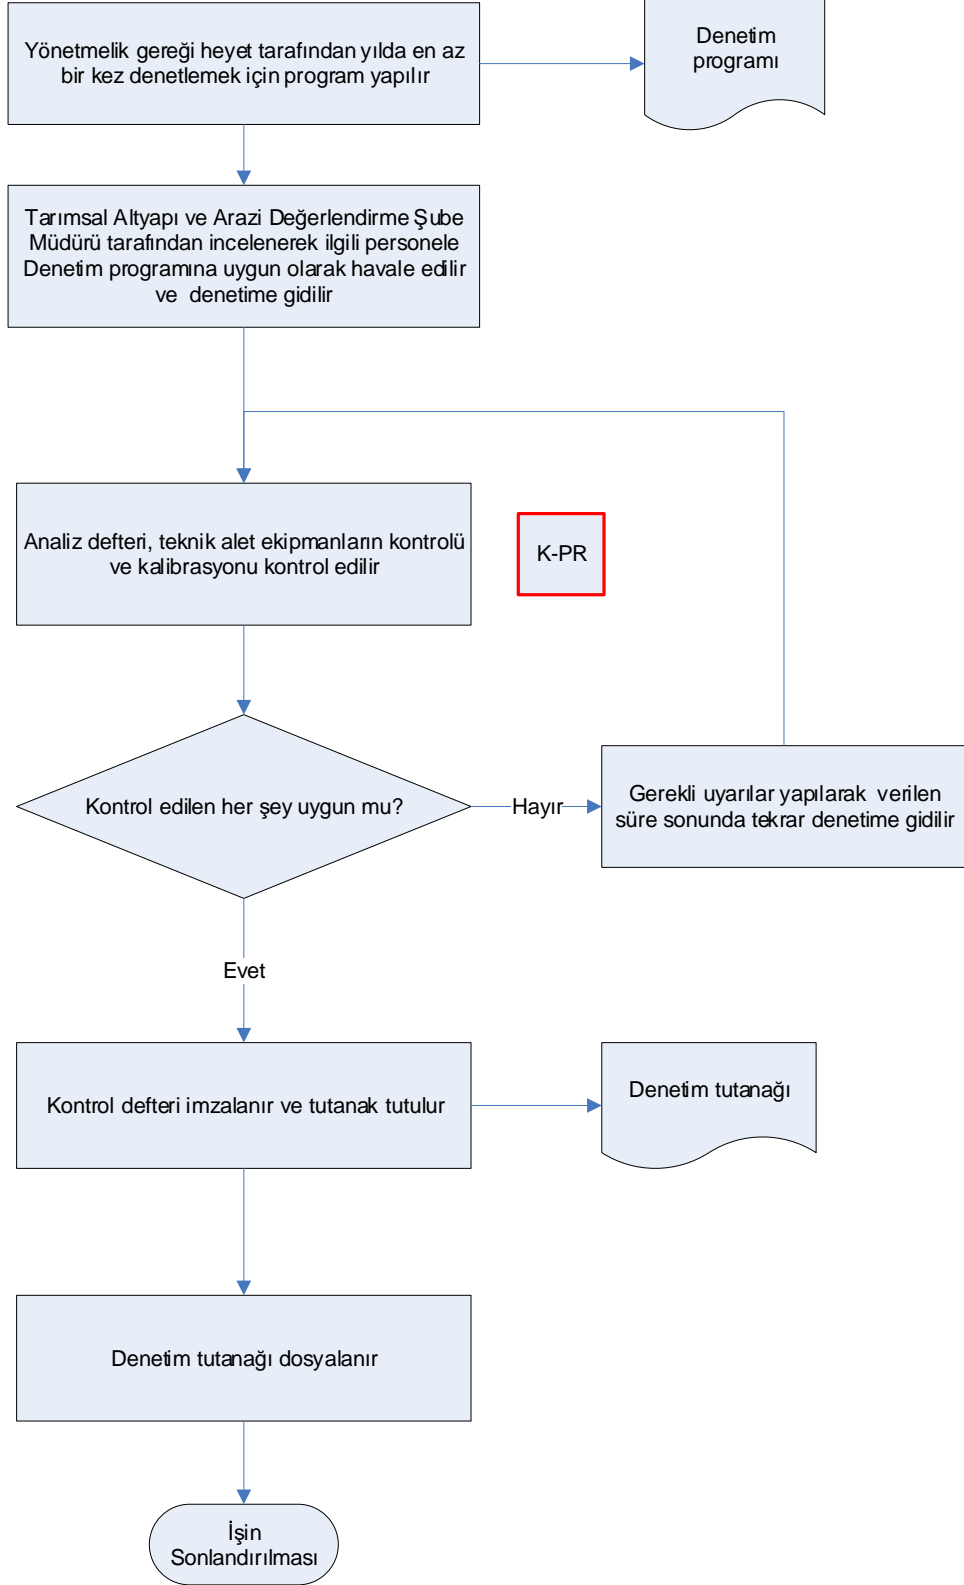 Yönetmelik gereği heyet tarafından yılda en az
bir kez denetlemek için program yapılır
Denetim
programı
Tarımsal Altyapı ve Arazi Değerlendirme Şube
Müdürü tarafından incelenerek ilgili personele
Denetim programına uygun olarak havale edilir
ve denetime gidilir
Analiz defteri, teknik alet ekipmanların kontrolü
ve kalibrasyonu kontrol edilir
K-PR
Kontrol edilen her şey uygun mu?
Hayır
Gerekli uyarılar yapılarak verilen
süre sonunda tekrar denetime gidilir
Evet
Kontrol defteri imzalanır ve tutanak tutulur
Denetim tutanağı
Denetim tutanağı dosyalanır
İşin
Sonlandırılması